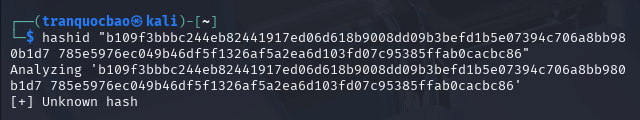 ┌──(tranquocbao㉿kali)-[~]
└─$ hashid "b109f3bbbc244eb82441917ed06d618b9008dd09b3befd1b5e07394c706a8bb98
0b1d7 785e5976ec049b46df5f1326af5a2ea6d103fd07c95385ffab0cacbc86"
Analyzing 'b109f3bbbc244eb82441917ed06d618b9008dd09b3befd1b5e07394c706a8bb980
b1d7 785e5976ec049b46df5f1326af5a2ea6d103fd07c95385ffab0cacbc86'
[+] Unknown hash